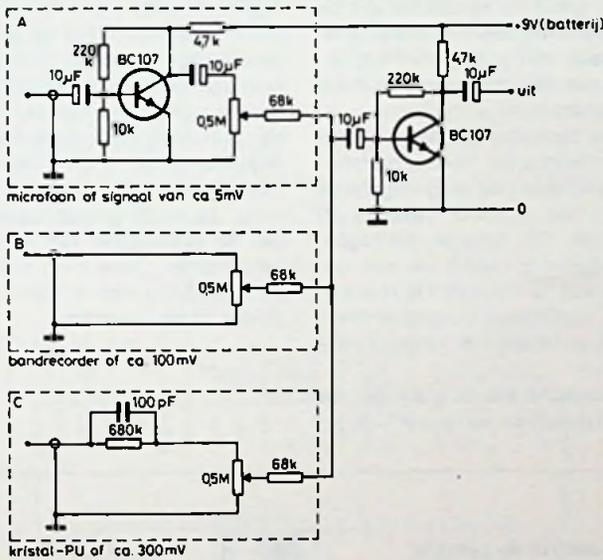 A
+9V (batterij)
4,7k
4,7k
220
k
BC107
10µF
10µF
10µF
220k
uit
10µF
68k
0,5M
10k
BC107
10k
0
microfoon of signaal van ca 5mV
B
68k
0,5M
bandrecorder of ca. 100mV
C
100pF
680k
68k
0,5M
kristal-PU of ca. 300mV